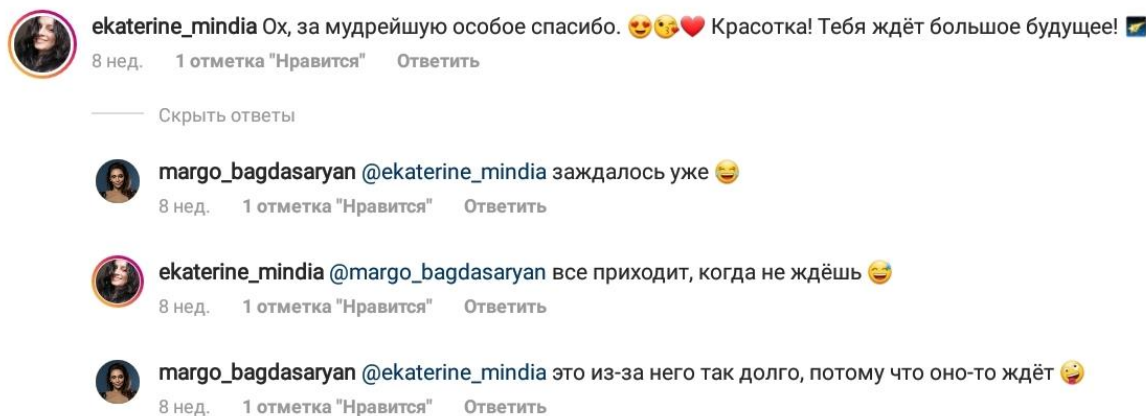 ekaterine_mindia Ох, за мудрейшую особое спасибо. 😍😘❤️ Красотка! Тебя ждёт большое будущее! 🌠
8 нед. 1 отметка "Нравится" Ответить
Скрыть ответы
margo_bagdasaryan @ekaterine_mindia заждалось уже 😂
8 нед. 1 отметка "Нравится" Ответить
ekaterine_mindia @margo_bagdasaryan все приходит, когда не ждёшь 😅
8 нед. 1 отметка "Нравится" Ответить
margo_bagdasaryan @ekaterine_mindia это из-за него так долго, потому что оно-то ждёт 🤪
8 нед. 1 отметка "Нравится" Ответить